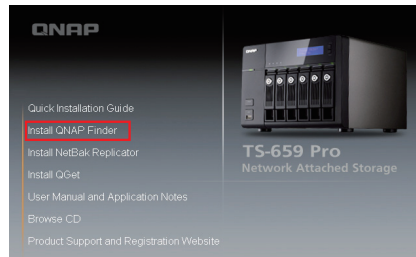 QNAP
Quick Installation Guide
Install QNAP Finder
Install NetBak Replicator
Install QGet
User Manual and Application Notes
Browse CD
Product Support and Registration Website
TS-659 Pro
Network Attached Storage